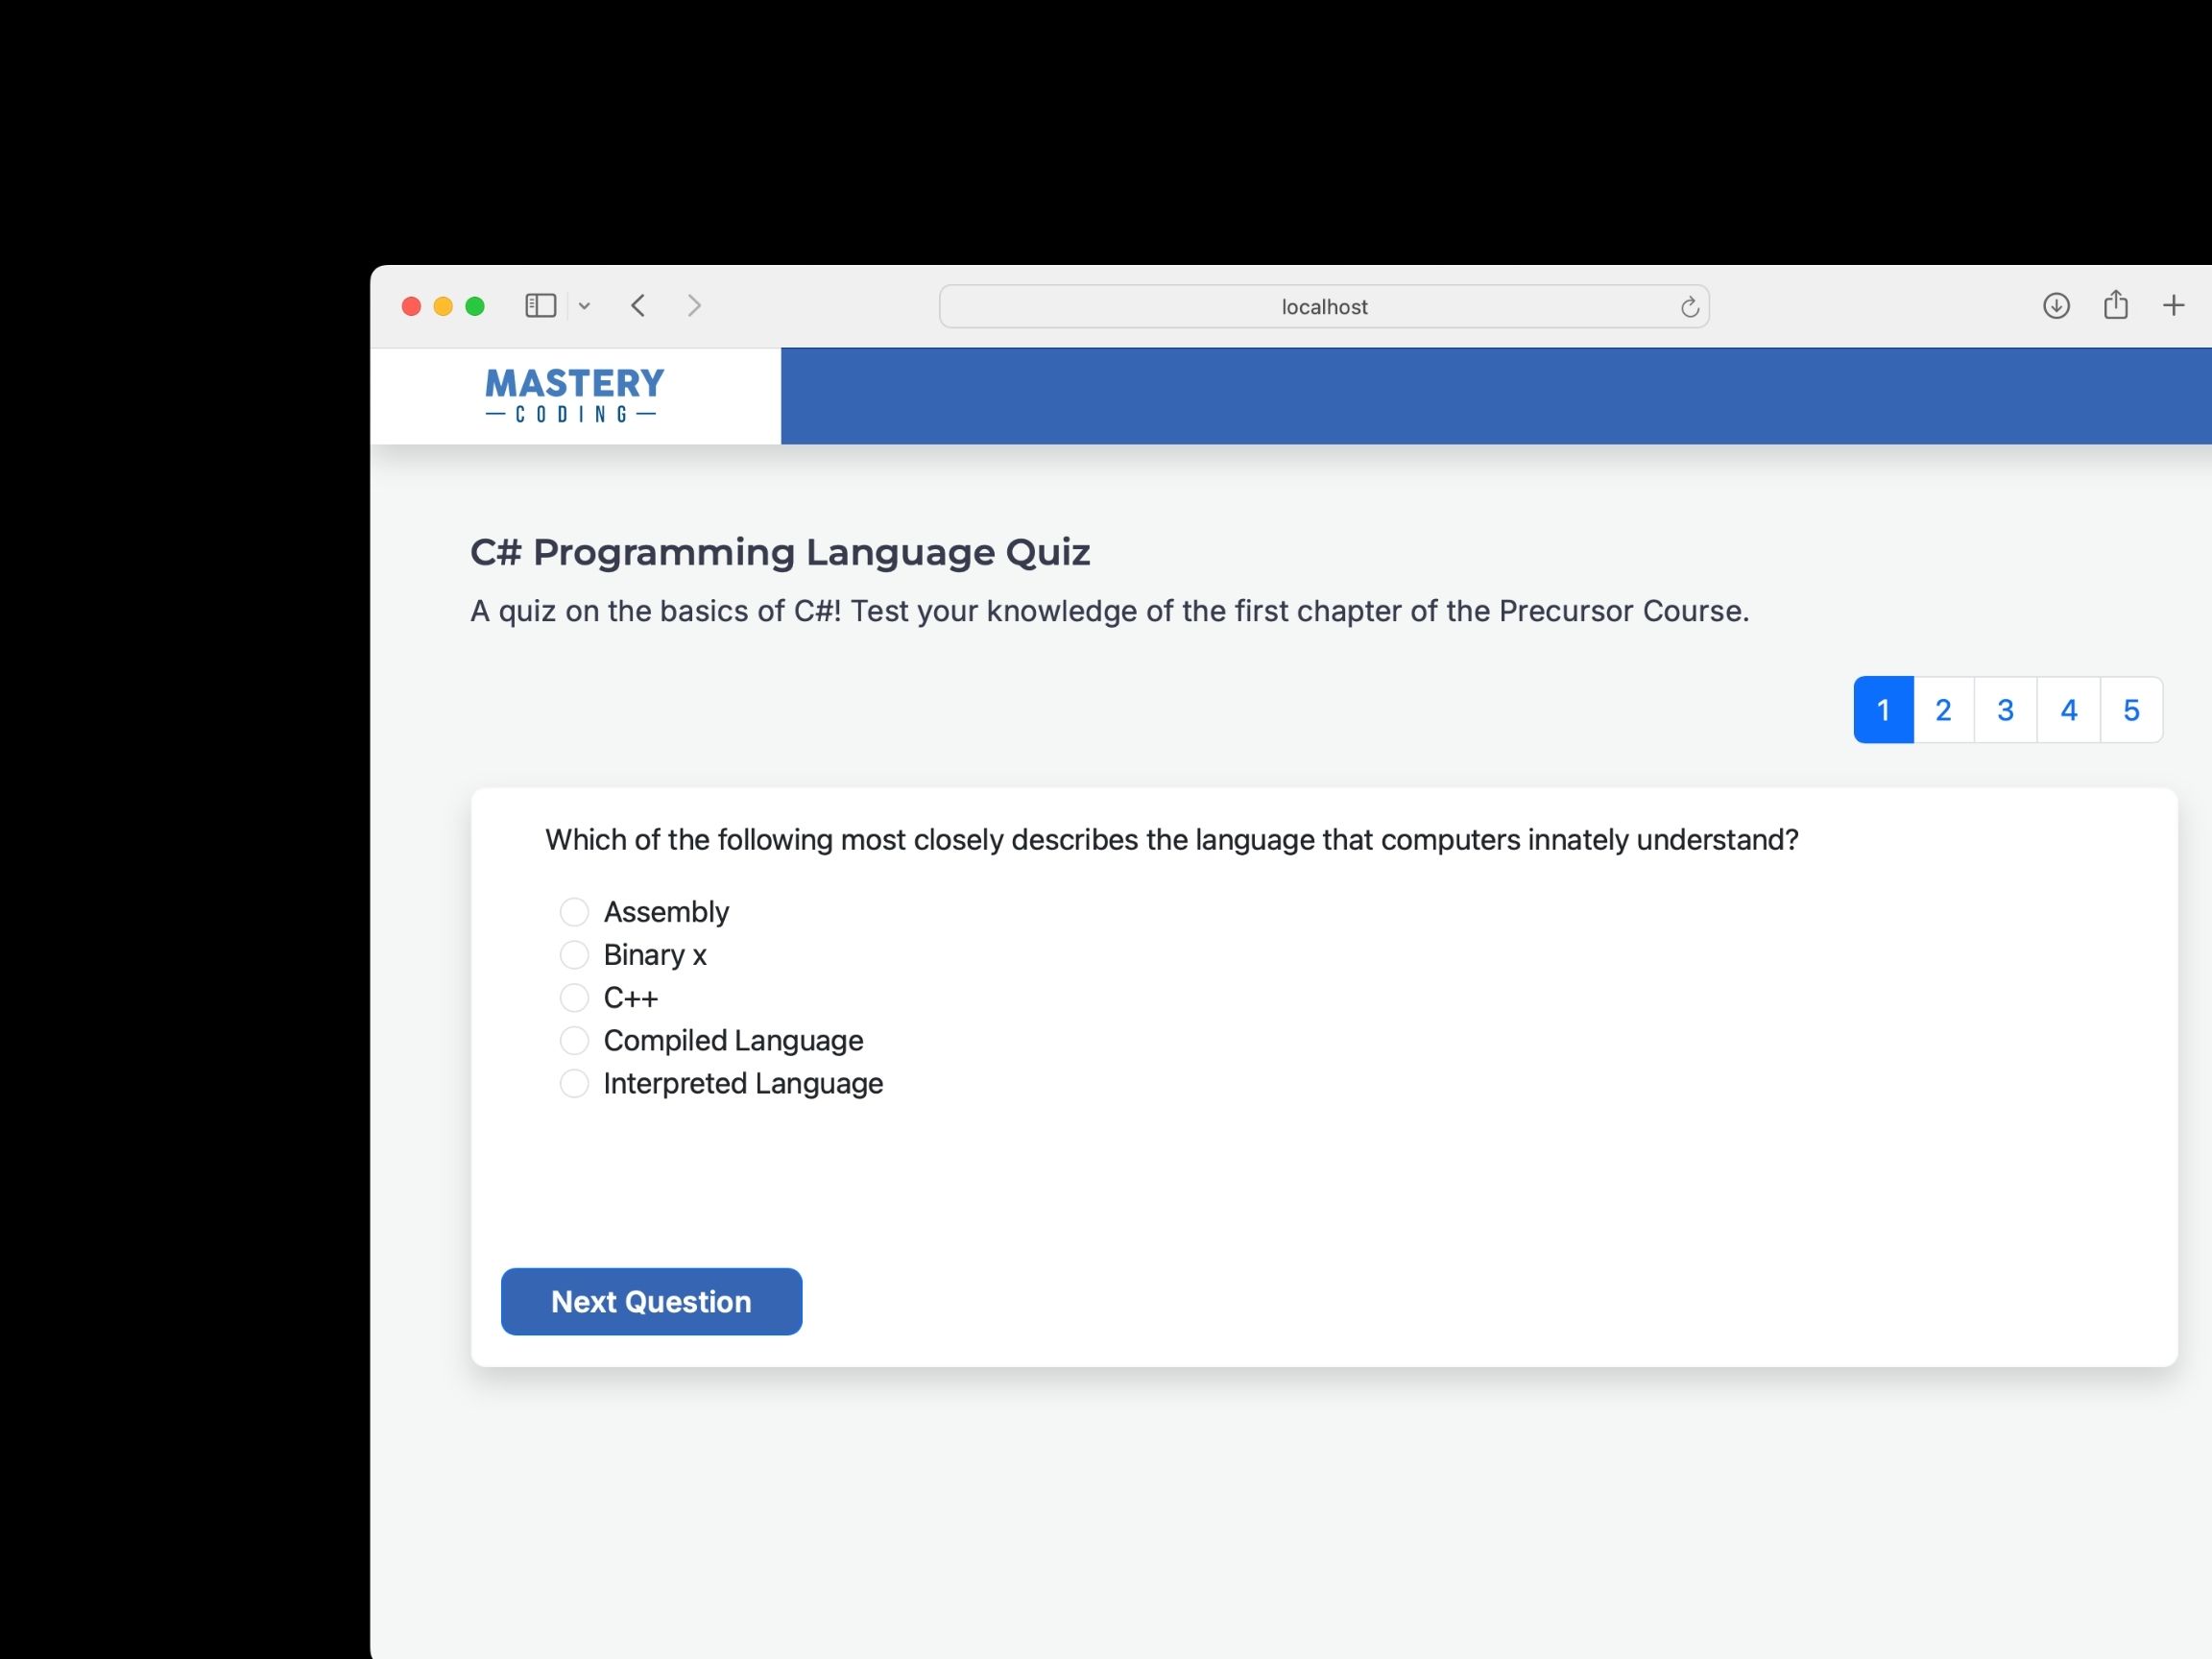 localhost
MASTERY
CODING
C# Programming Language Quiz
A quiz on the basics of C#! Test your knowledge of the first chapter of the Precursor Course.
1 2 3 4 5
Which of the following most closely describes the language that computers innately understand?
Assembly
Binary x
C++
Compiled Language
Interpreted Language
Next Question